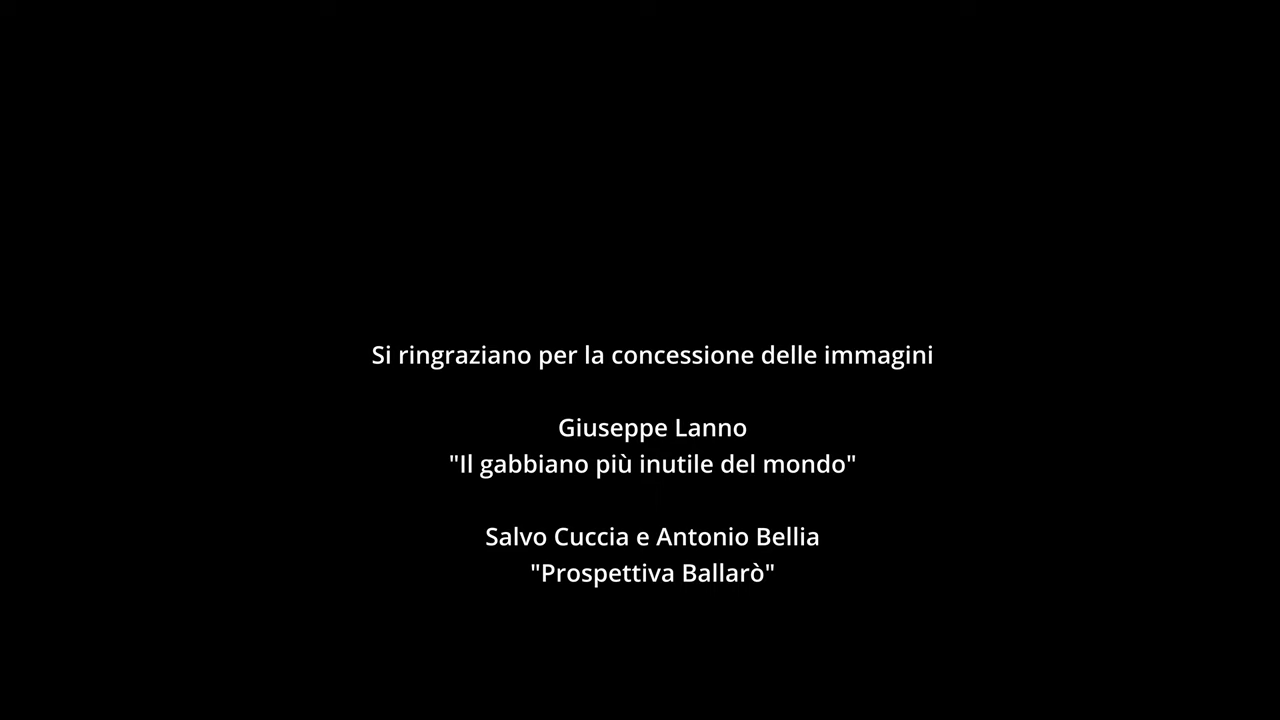 Si ringraziano per la concessione delle immagini
Giuseppe Lanno
"Il gabbiano più inutile del mondo"
Salvo Cuccia e Antonio Bellia
"Prospettiva Ballarò"